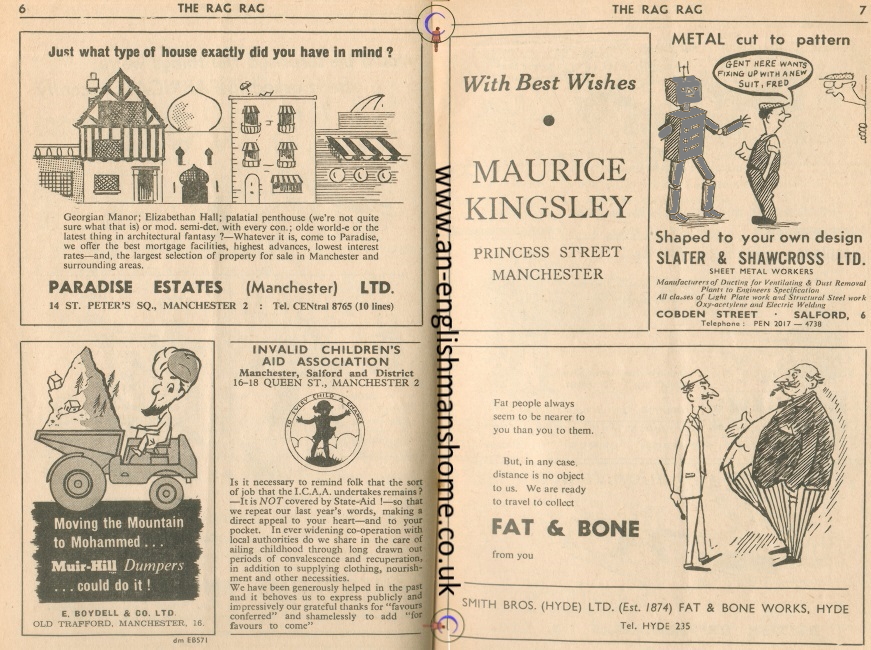 6
THE RAG RAG
Just what type of house exactly did you have in mind ?
Georgian Manor; Elizabethan Hall; palatial penthouse (we're not quite
sure what that is) or mod. semi-det. with every con.; olde world-e or the
latest thing in architectural fantasy ?—Whatever it is, come to Paradise,
we offer the best mortgage facilities, highest advances, lowest interest
rates—and, the largest selection of property for sale in Manchester and
surrounding areas.
PARADISE ESTATES (Manchester) LTD.
14 ST. PETER'S SQ., MANCHESTER 2 : Tel. CENtral 8765 (10 lines)
Moving the Mountain
to Mohammed . . .
Muir-Hill Dumpers
. . . could do it !
E. BOYDELL & CO. LTD.
OLD TRAFFORD, MANCHESTER, 16.
dm EB571
INVALID CHILDREN'S
AID ASSOCIATION
Manchester, Salford and District
16–18 QUEEN ST., MANCHESTER 2
TO EVERY CHILD A CHANCE
Is it necessary to remind folk that the sort
of job that the I.C.A.A. undertakes remains ?
—It is NOT covered by State-Aid !—so that
we repeat our last year's words, making a
direct appeal to your heart—and to your
pocket. In ever widening co-operation with
local authorities do we share in the care of
ailing childhood through long drawn out
periods of convalescence and recuperation,
in addition to supplying clothing, nourish-
ment and other necessities.
We have been generously helped in the past
and it behoves us to express publicly and
impressively our grateful thanks for "favours
conferred" and shamelessly to add "for
favours to come"
www.an-englishmanshome.co.uk
THE RAG RAG
7
With Best Wishes
MAURICE
KINGSLEY
PRINCESS STREET
MANCHESTER
METAL cut to pattern
GENT HERE WANTS
FIXING UP WITH A NEW
SUIT, FRED
Shaped to your own design
SLATER & SHAWCROSS LTD.
SHEET METAL WORKERS
Manufacturers of Ducting for Ventilating & Dust Removal
Plants to Engineers Specification
All classes of Light Plate work and Structural Steel work
Oxy-acetylene and Electric Welding
COBDEN STREET · SALFORD, 6
Telephone : PEN 2017 — 4738
Fat people always
seem to be nearer to
you than you to them.
But, in any case,
distance is no object
to us. We are ready
to travel to collect
FAT & BONE
from you
SMITH BROS. (HYDE) LTD. (Est. 1874) FAT & BONE WORKS, HYDE
Tel. HYDE 235